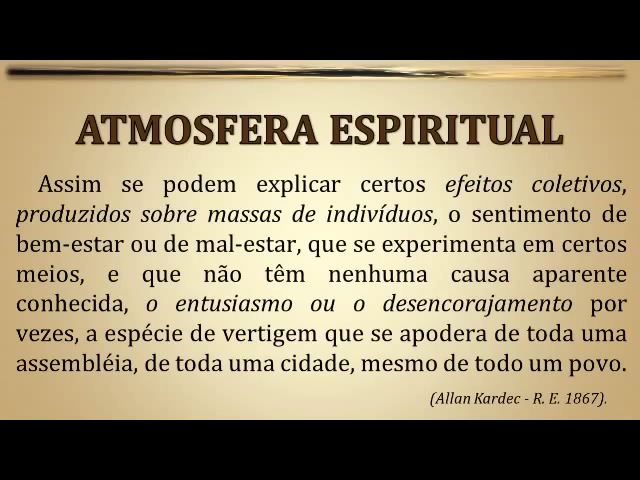 ATMOSFERA ESPIRITUAL
Assim se podem explicar certos efeitos coletivos,
produzidos sobre massas de indivíduos, o sentimento de
bem-estar ou de mal-estar, que se experimenta em certos
meios, e que não têm nenhuma causa aparente
conhecida, o entusiasmo ou o desencorajamento por
vezes, a espécie de vertigem que se apodera de toda uma
assembléia, de toda uma cidade, mesmo de todo um povo.
(Allan Kardec - R. E. 1867).